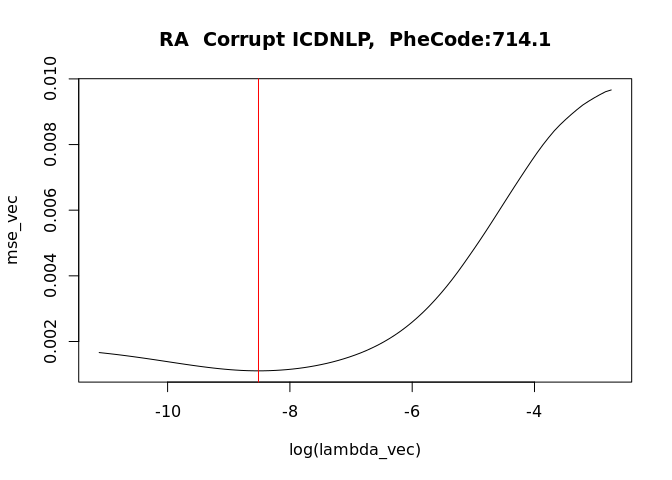 RA  Corrupt ICDNLP,  PheCode:714.1
mse_vec
0.010
0.008
0.006
0.004
0.002
-10 -8 -6 -4
log(lambda_vec)